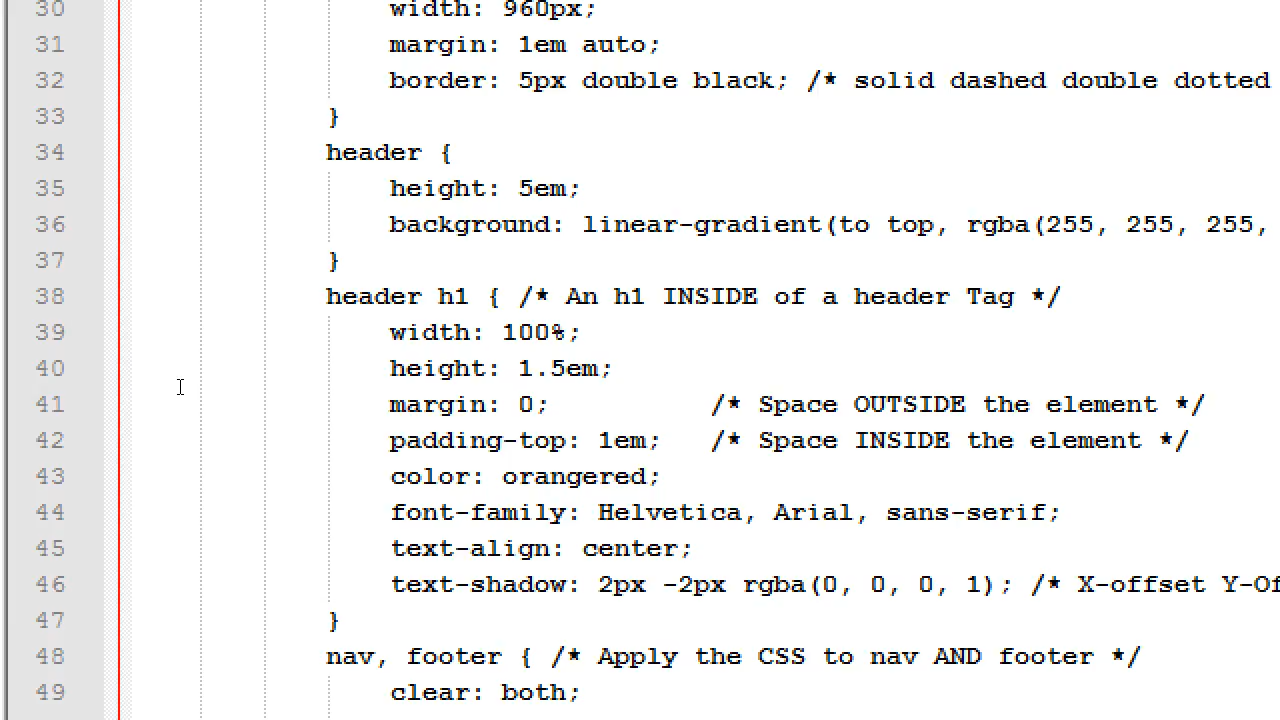 30 width: 960px;
31 margin: 1em auto;
32 border: 5px double black; /* solid dashed double dotted
33 }
34 header {
35 height: 5em;
36 background: linear-gradient(to top, rgba(255, 255, 255,
37 }
38 header h1 { /* An h1 INSIDE of a header Tag */
39 width: 100%;
40 height: 1.5em;
41 margin: 0; /* Space OUTSIDE the element */
42 padding-top: 1em; /* Space INSIDE the element */
43 color: orangered;
44 font-family: Helvetica, Arial, sans-serif;
45 text-align: center;
46 text-shadow: 2px -2px rgba(0, 0, 0, 1); /* X-offset
47 }
48 nav, footer { /* Apply the CSS to nav AND footer */
49 clear: both;